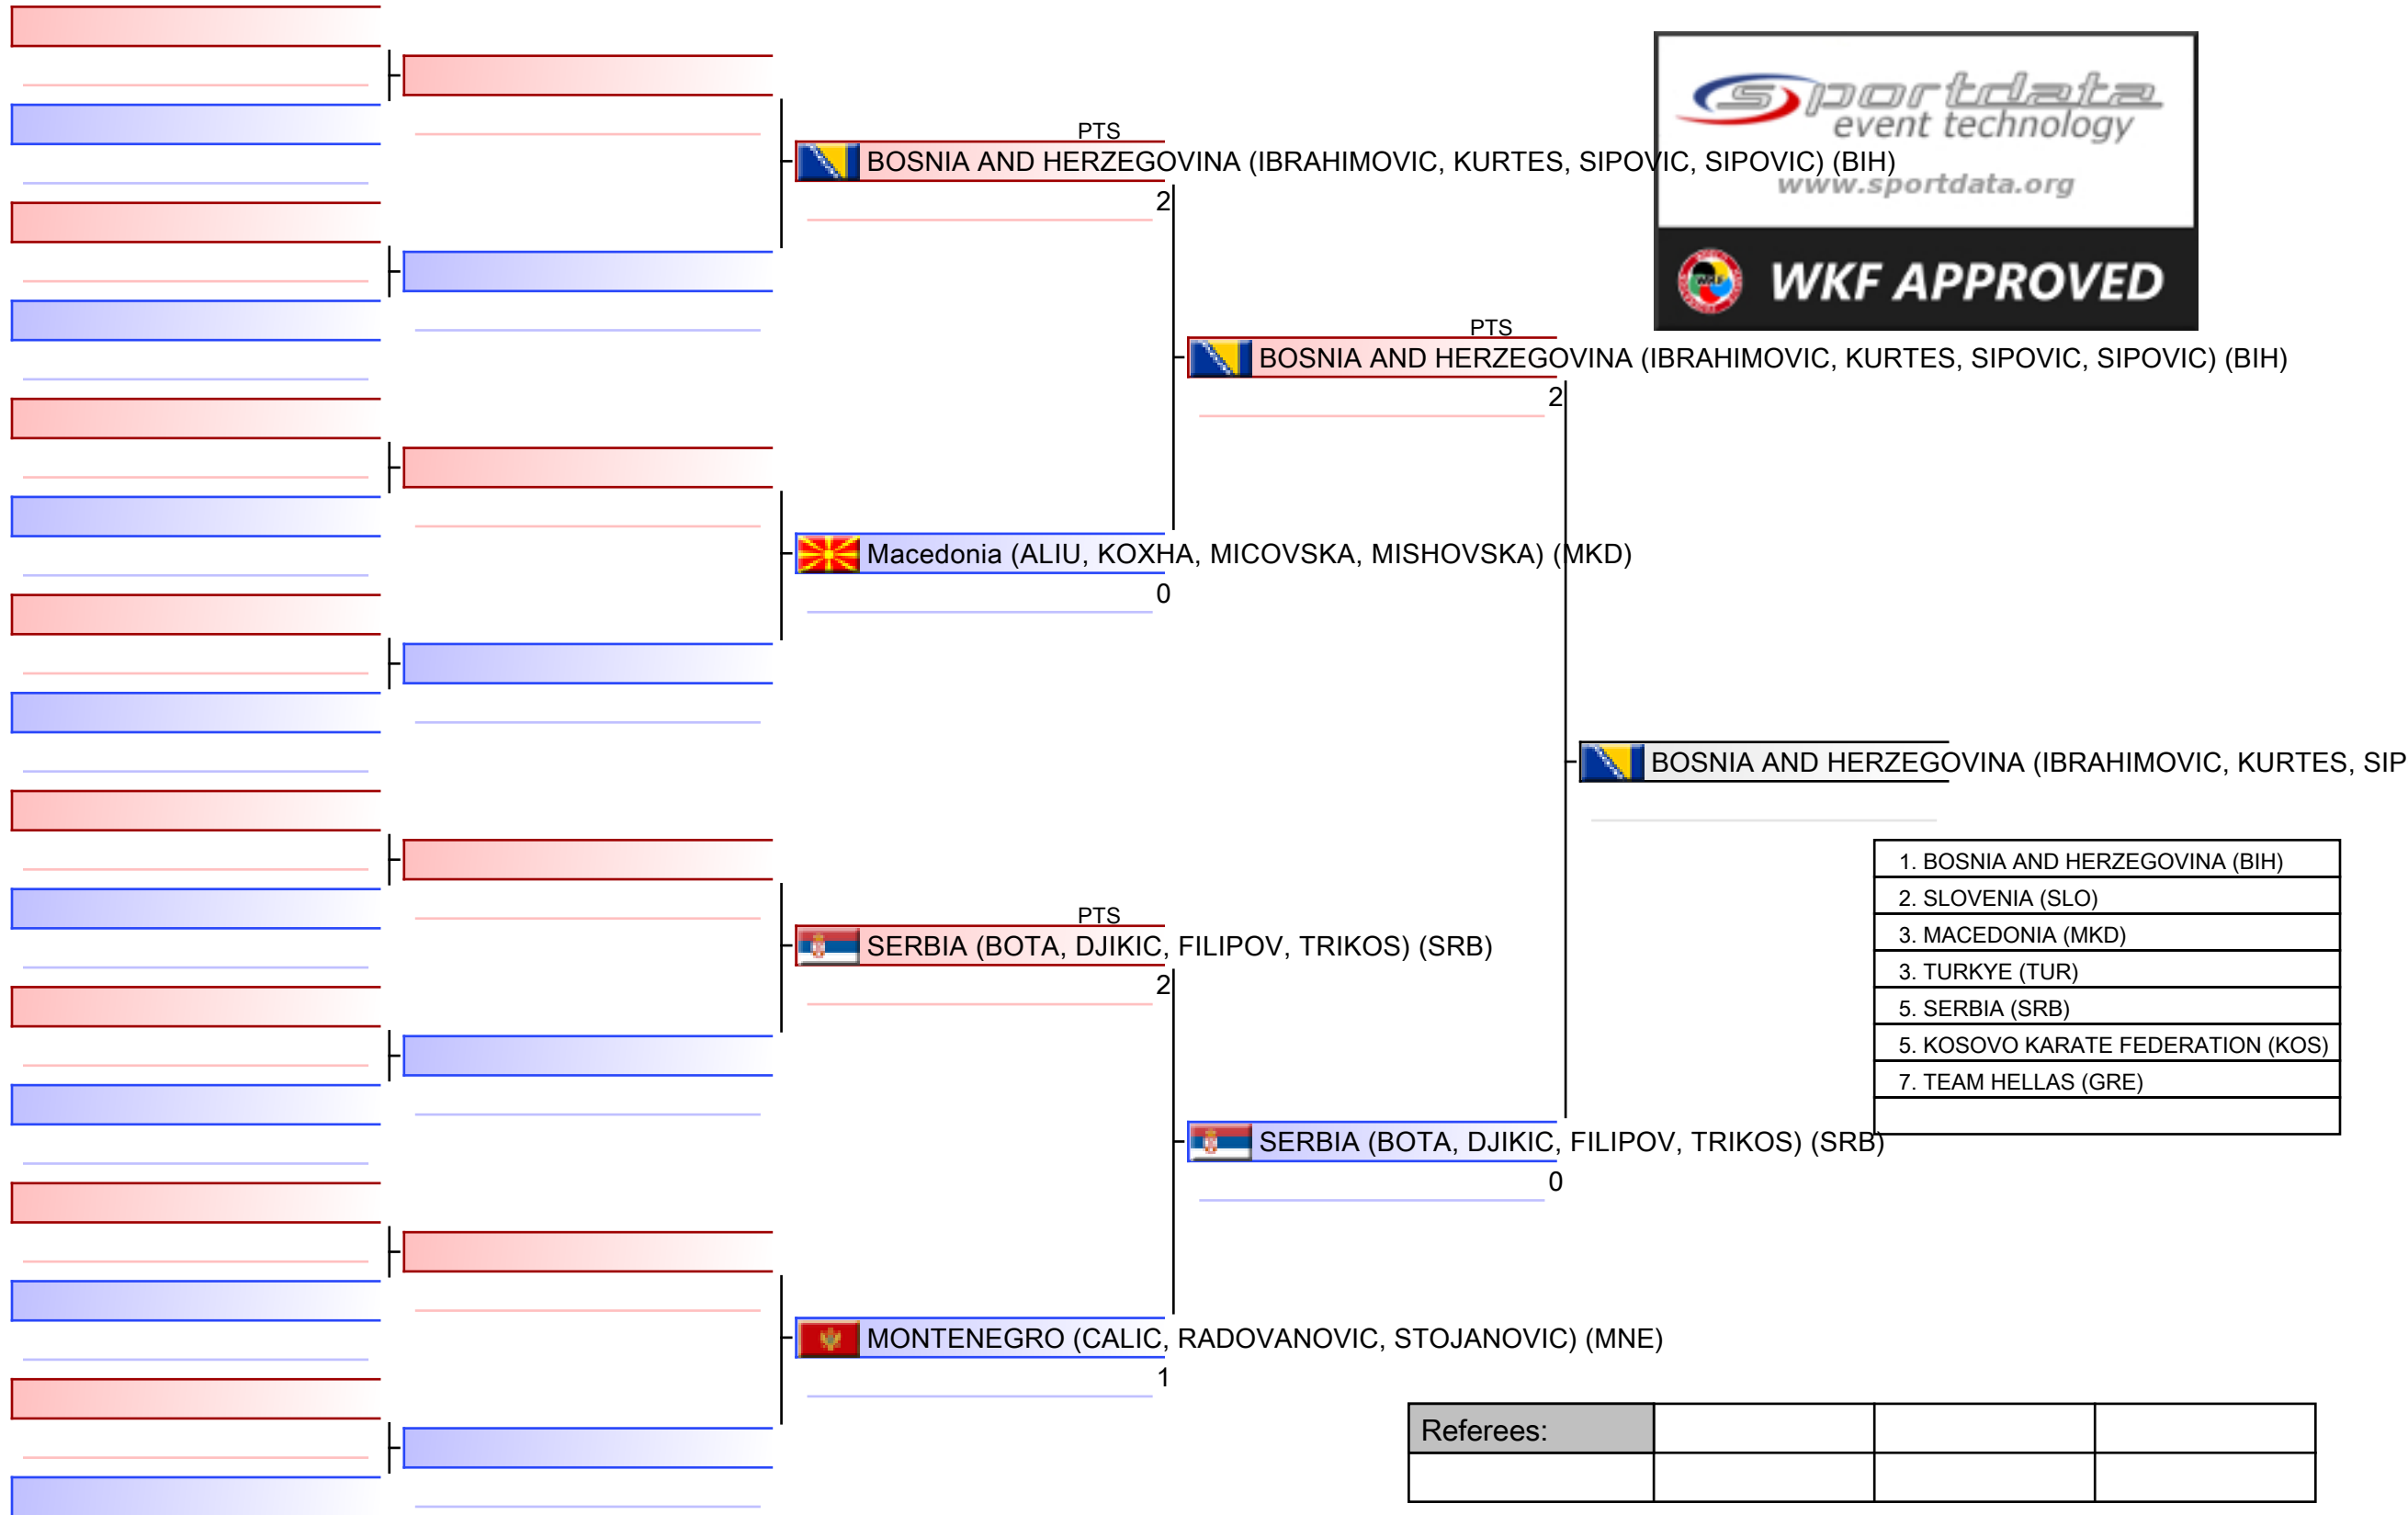 sportdata
event technology
www.sportdata.org
WKF APPROVED
PTS
BOSNIA AND HERZEGOVINA (IBRAHIMOVIC, KURTES, SIPOVIC, SIPOVIC) (BIH)
2
PTS
BOSNIA AND HERZEGOVINA (IBRAHIMOVIC, KURTES, SIPOVIC, SIPOVIC) (BIH)
2
Macedonia (ALIU, KOXHA, MICOVSKA, MISHOVSKA) (MKD)
0
BOSNIA AND HERZEGOVINA (IBRAHIMOVIC, KURTES, SIP
1. BOSNIA AND HERZEGOVINA (BIH)
2. SLOVENIA (SLO)
3. MACEDONIA (MKD)
3. TURKYE (TUR)
5. SERBIA (SRB)
5. KOSOVO KARATE FEDERATION (KOS)
7. TEAM HELLAS (GRE)
PTS
SERBIA (BOTA, DJIKIC, FILIPOV, TRIKOS) (SRB)
2
SERBIA (BOTA, DJIKIC, FILIPOV, TRIKOS) (SRB)
0
MONTENEGRO (CALIC, RADOVANOVIC, STOJANOVIC) (MNE)
1
Referees: